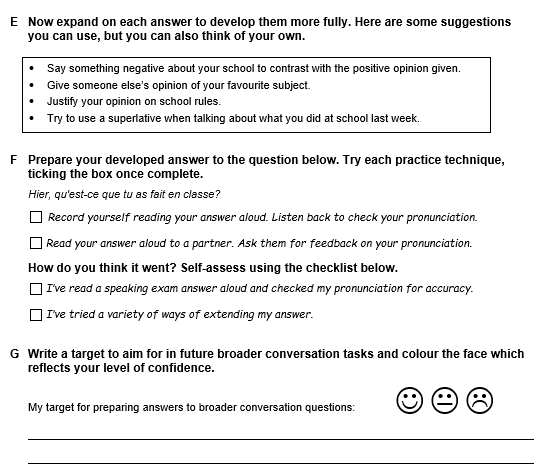 E Now expand on each answer to develop them more fully. Here are some suggestions
you can use, but you can also think of your own.
• Say something negative about your school to contrast with the positive opinion given.
• Give someone else's opinion of your favourite subject.
• Justify your opinion on school rules.
• Try to use a superlative when talking about what you did at school last week.
F Prepare your developed answer to the question below. Try each practice technique,
ticking the box once complete.
Hier, qu'est-ce que tu as fait en classe?
Record yourself reading your answer aloud. Listen back to check your pronunciation.
Read your answer aloud to a partner. Ask them for feedback on your pronunciation.
How do you think it went? Self-assess using the checklist below.
I've read a speaking exam answer aloud and checked my pronunciation for accuracy.
I've tried a variety of ways of extending my answer.
G Write a target to aim for in future broader conversation tasks and colour the face which
reflects your level of confidence.
My target for preparing answers to broader conversation questions: